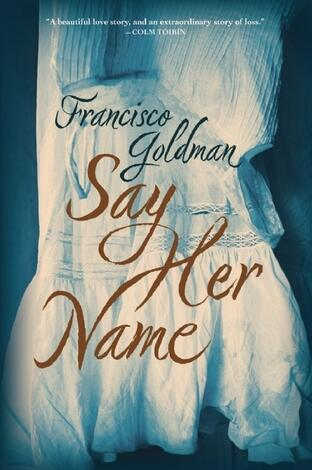 "A beautiful love story, and an extraordinary story of loss."
— COLM TÓIBÍN
Francisco
Goldman
Say
Her
Name